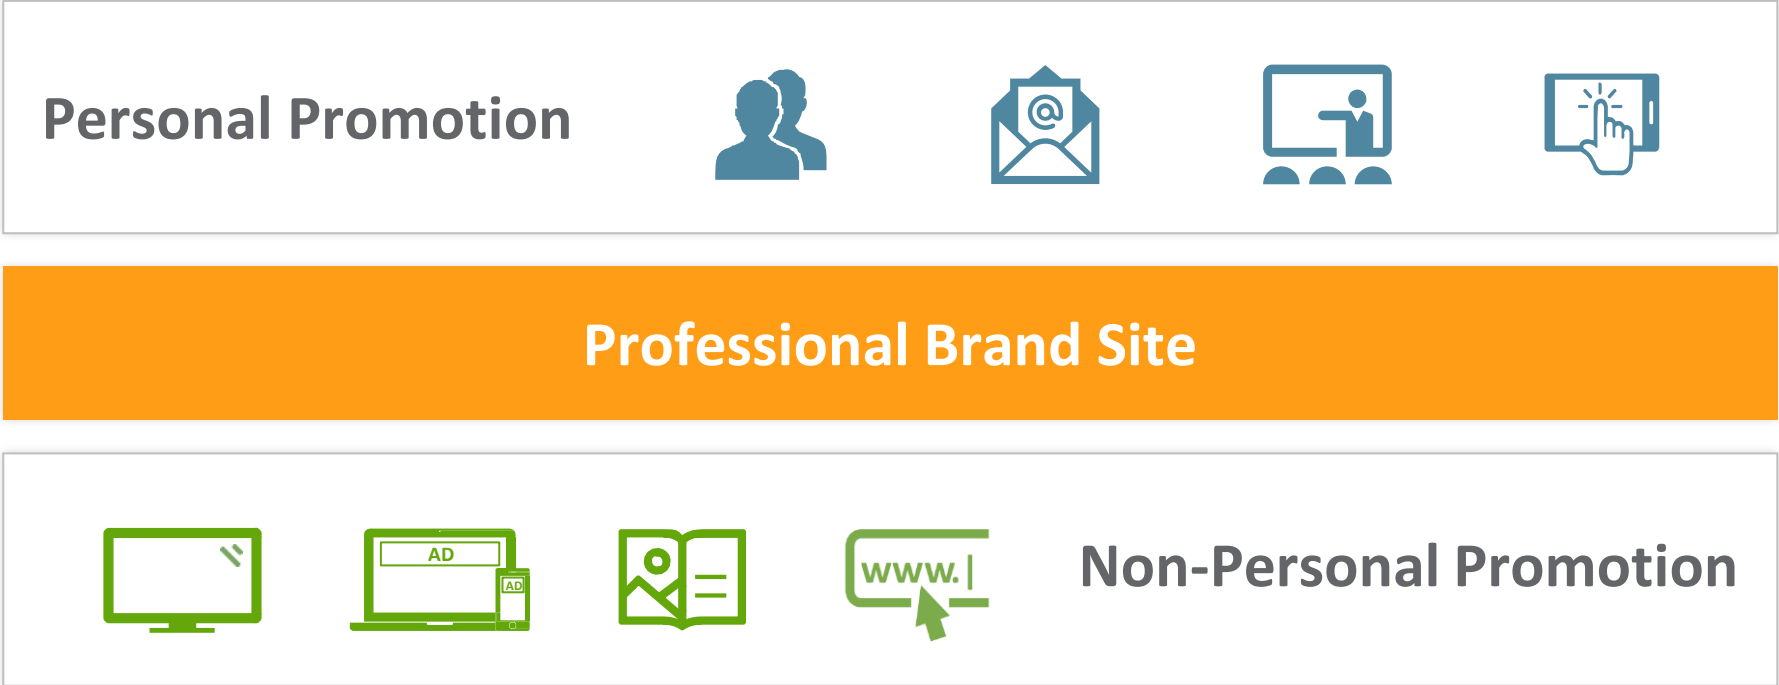 Personal Promotion
@
Professional Brand Site
AD
AD
www.
Non-Personal Promotion